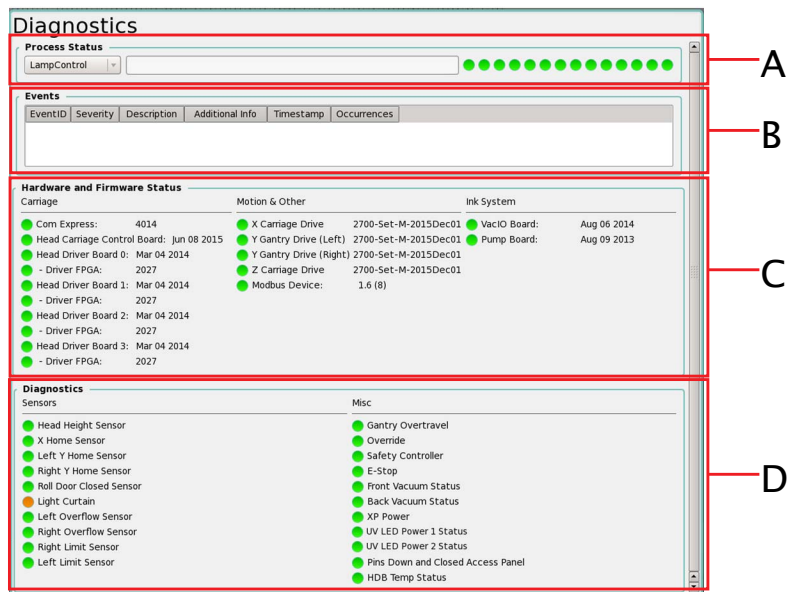 Diagnostics
Process Status
LampControl
A
Events
EventID Severity Description Additional Info Timestamp Occurrences
B
Hardware and Firmware Status
Carriage Motion & Other Ink System
Com Express: 4014 X Carriage Drive 2700-Set-M-2015Dec01 VacIO Board: Aug 06 2014
Head Carriage Control Board: Jun 08 2015 Y Gantry Drive (Left) 2700-Set-M-2015Dec01 Pump Board: Aug 09 2013
Head Driver Board 0: Mar 04 2014 Y Gantry Drive (Right) 2700-Set-M-2015Dec01
- Driver FPGA: 2027 Z Carriage Drive 2700-Set-M-2015Dec01
C
Head Driver Board 1: Mar 04 2014 Modbus Device: 1.6 (8)
- Driver FPGA: 2027
Head Driver Board 2: Mar 04 2014
- Driver FPGA: 2027
Head Driver Board 3: Mar 04 2014
- Driver FPGA: 2027
Diagnostics
Sensors Misc
Head Height Sensor Gantry Overtravel
X Home Sensor Override
Left Y Home Sensor Safety Controller
Right Y Home Sensor E-Stop
Roll Door Closed Sensor Front Vacuum Status
D
Light Curtain Back Vacuum Status
Left Overflow Sensor XP Power
Right Overflow Sensor UV LED Power 1 Status
Right Limit Sensor UV LED Power 2 Status
Left Limit Sensor Pins Down and Closed Access Panel
HDB Temp Status